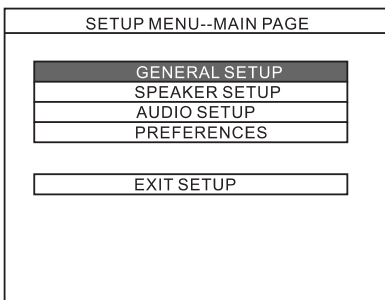 SETUP MENU--MAIN PAGE
GENERAL SETUP
SPEAKER SETUP
AUDIO SETUP
PREFERENCES
EXIT SETUP